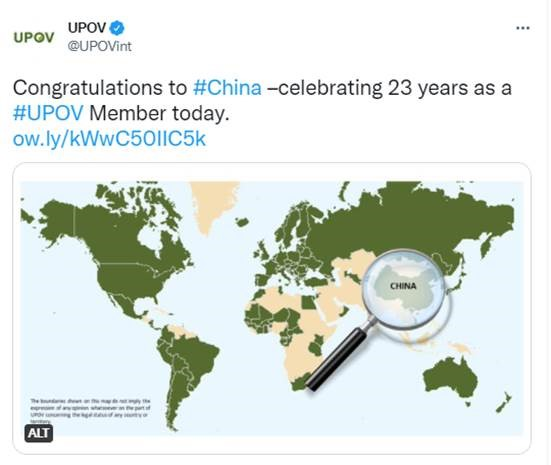 UPOV
UPOV
@UPOVint
Congratulations to #China –celebrating 23 years as a
#UPOV Member today.
ow.ly/kWwC50IIC5k
CHINA
The boundaries shown on this map do not imply the
expression of any opinion whatsoever on the part of
UPOV concerning the legal status of any country or
territory.
ALT